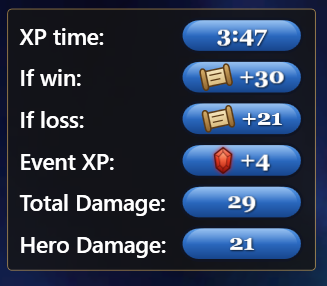 XP time: 3:47
If win: +30
If loss: +21
Event XP: +4
Total Damage: 29
Hero Damage: 21